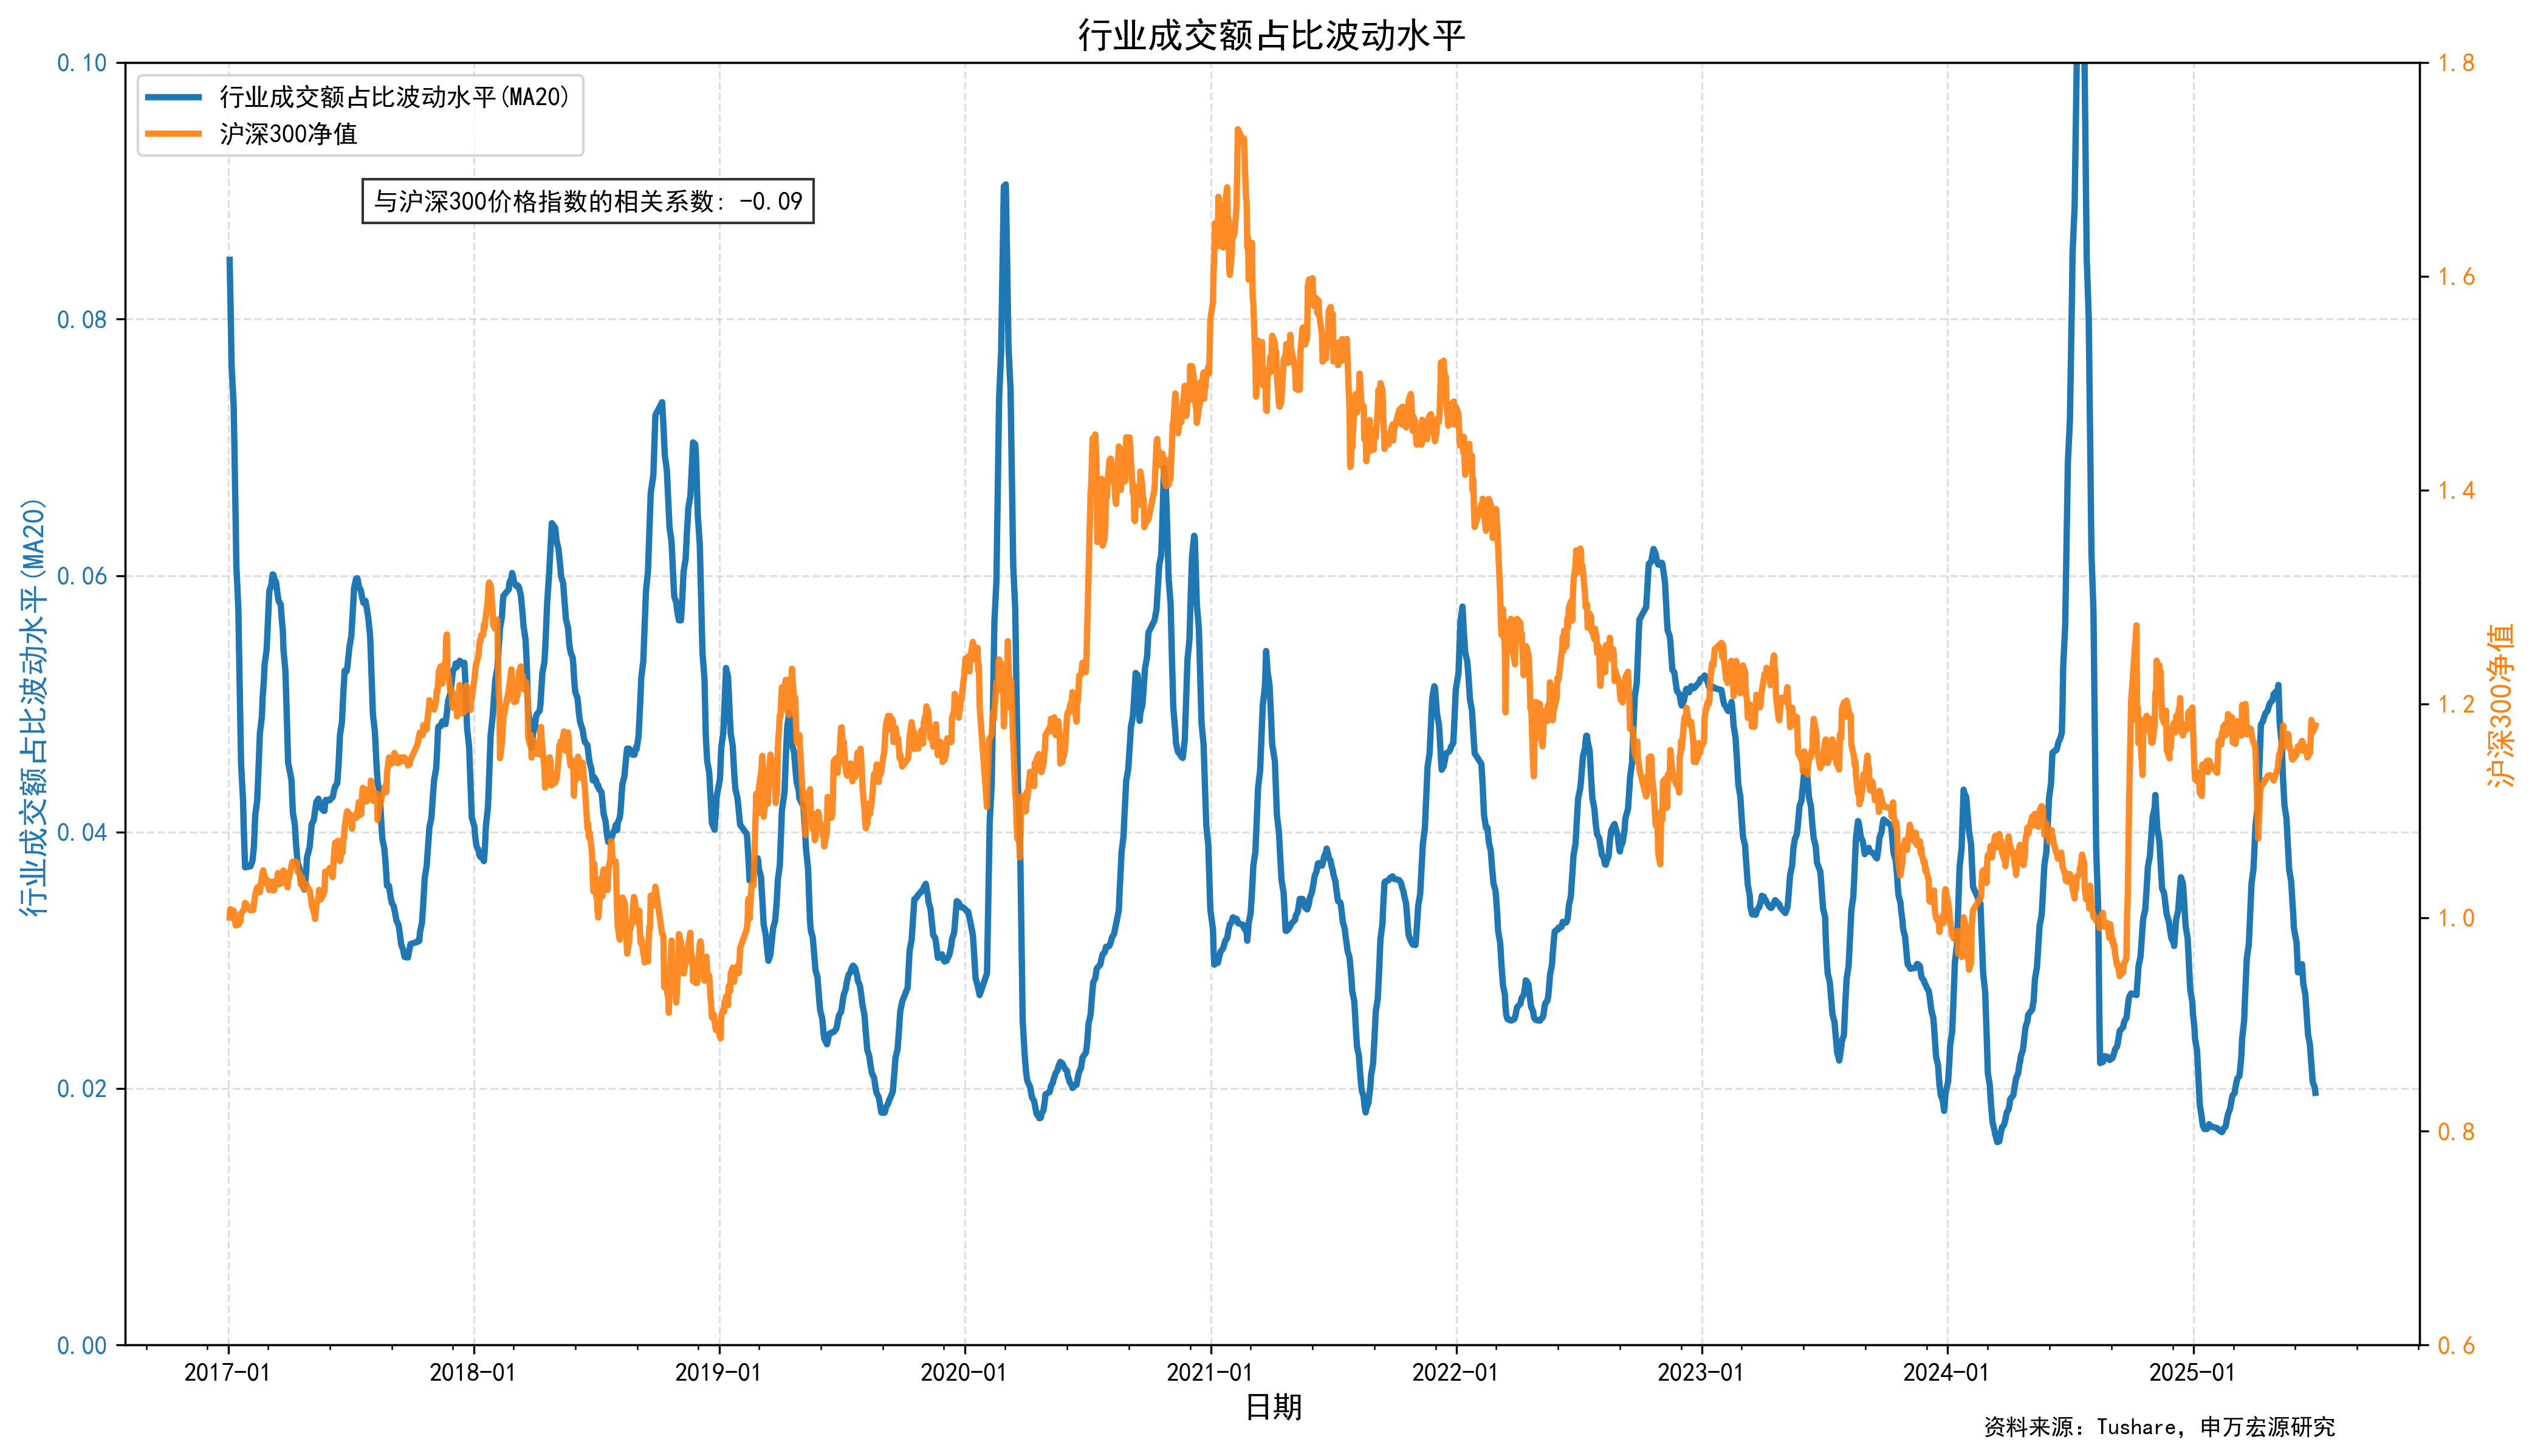 行业成交额占比波动水平
行业成交额占比波动水平(MA20)
沪深300净值
与沪深300价格指数的相关系数: -0.09
行业成交额占比波动水平(MA20)
0.10
0.08
0.06
0.04
0.02
0.00
1.8
1.6
1.4
1.2
1.0
0.8
0.6
沪深300净值
2017-01 2018-01 2019-01 2020-01 2021-01 2022-01 2023-01 2024-01 2025-01
日期
资料来源：Tushare，申万宏源研究